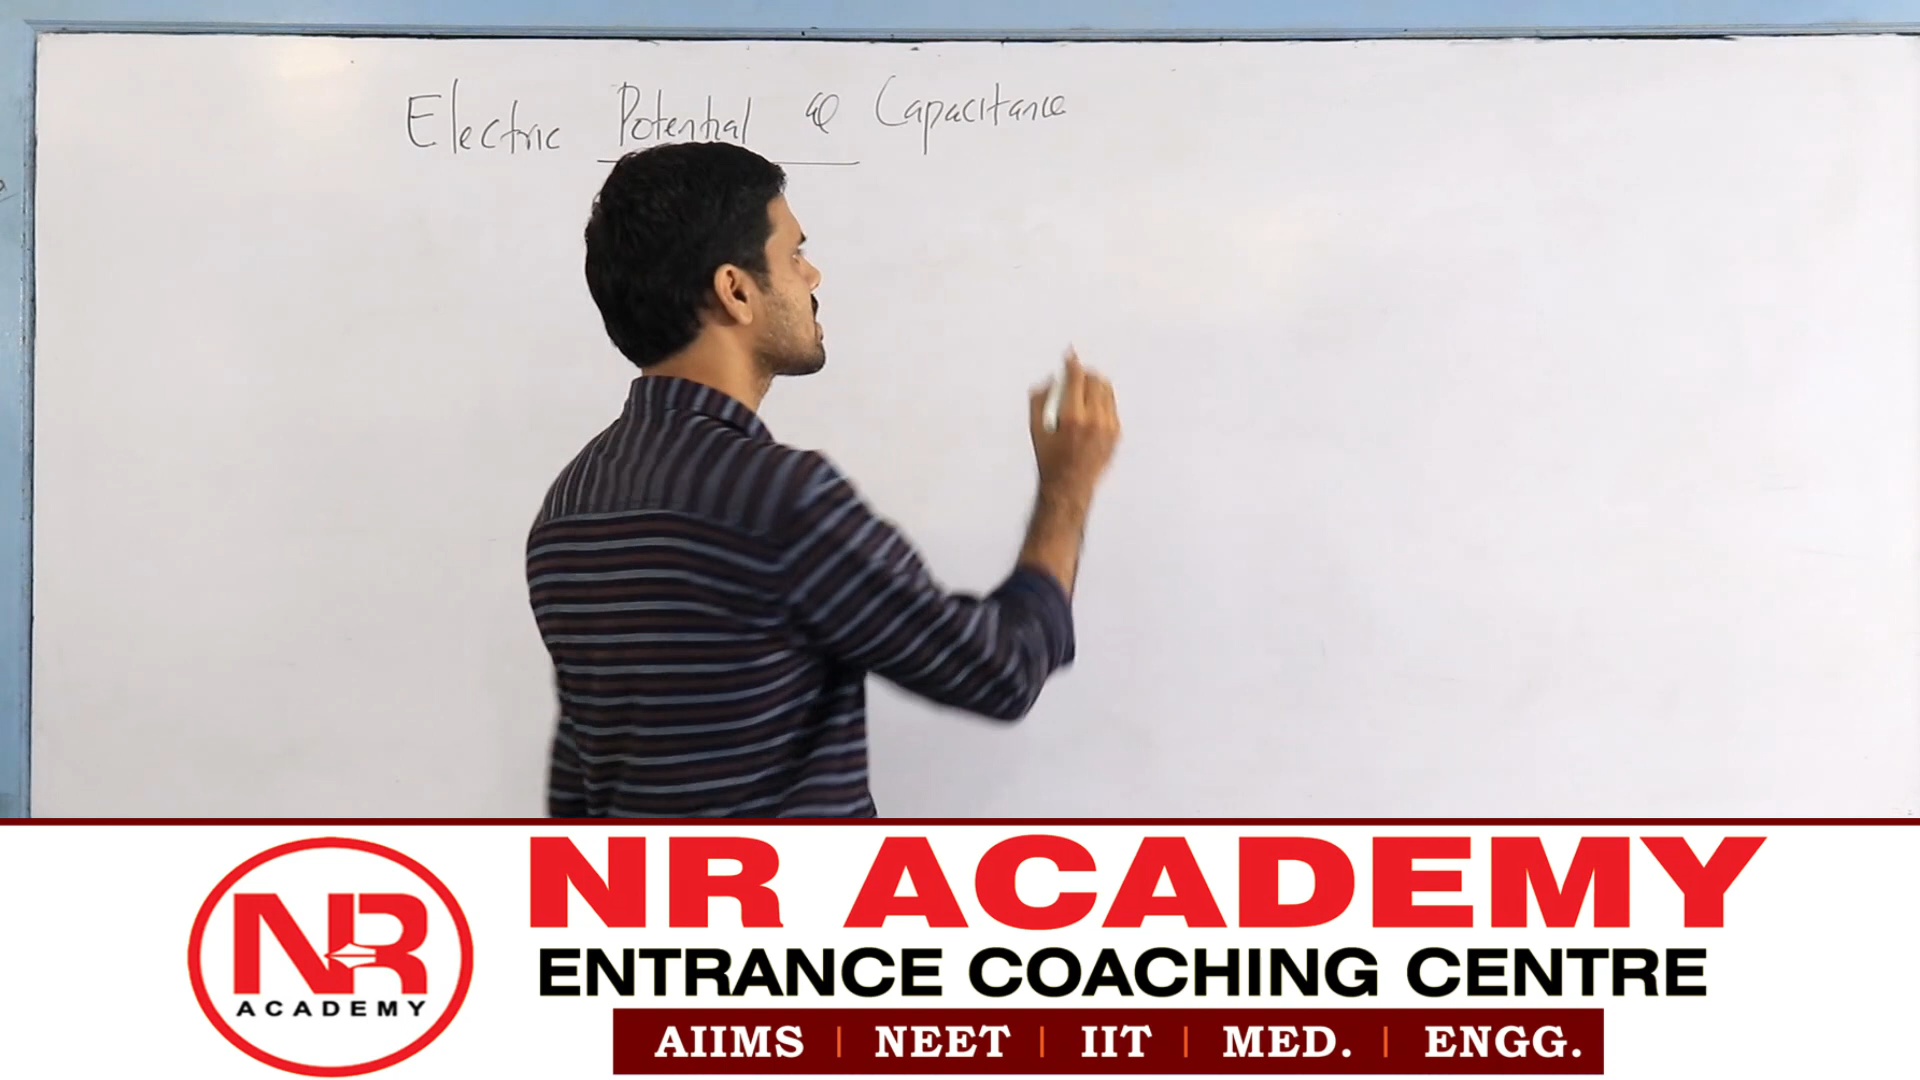 Electric Potential & Capacitance
NR
ACADEMY
NR ACADEMY
ENTRANCE COACHING CENTRE
AIIMS | NEET | IIT | MED. | ENGG.